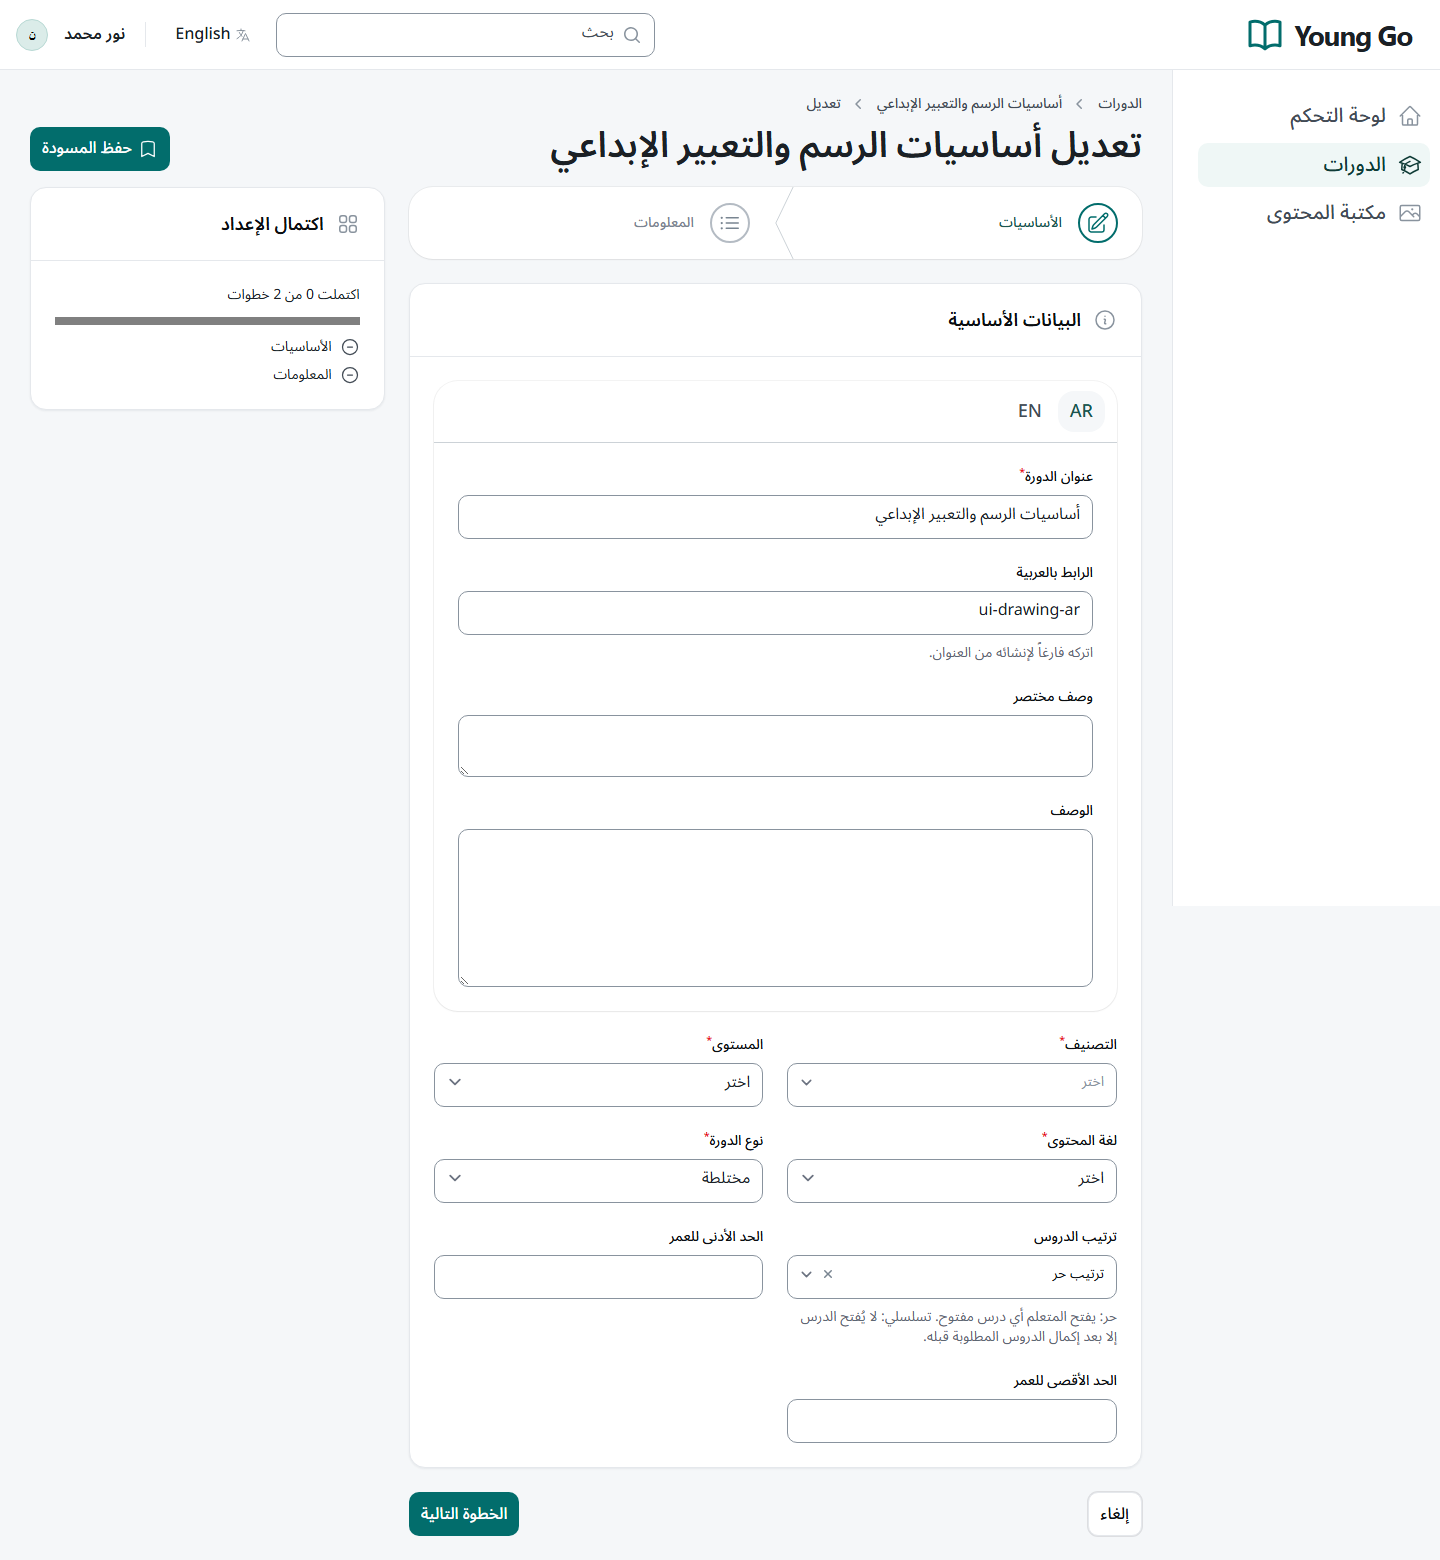 Young Go
بحث
English
نور محمد
ن
لوحة التحكم
الدورات
مكتبة المحتوى
الدورات
أساسيات الرسم والتعبير الإبداعي
تعديل
تعديل أساسيات الرسم والتعبير الإبداعي
حفظ المسودة
الأساسيات
المعلومات
البيانات الأساسية
AR
EN
عنوان الدورة*
أساسيات الرسم والتعبير الإبداعي
الرابط بالعربية
ui-drawing-ar
اتركه فارغاً لإنشائه من العنوان.
وصف مختصر
الوصف
التصنيف*
اختر
المستوى*
اختر
لغة المحتوى*
اختر
نوع الدورة*
مختلطة
ترتيب الدروس
ترتيب حر
حر: يفتح المتعلم أي درس مفتوح. تسلسلي: لا يُفتح الدرس
إلا بعد إكمال الدروس المطلوبة قبله.
الحد الأدنى للعمر
الحد الأقصى للعمر
إلغاء
الخطوة التالية
اكتمال الإعداد
اكتملت 0 من 2 خطوات
الأساسيات
المعلومات